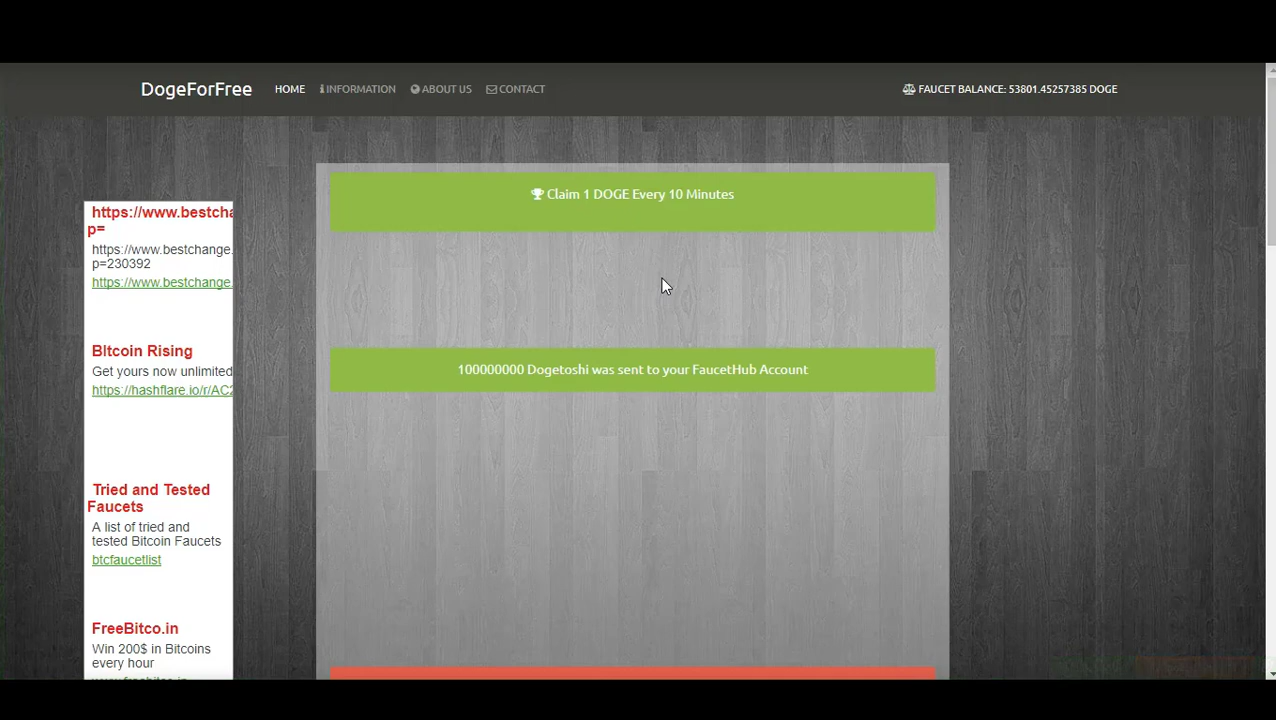 DogeForFree HOME INFORMATION ABOUT US CONTACT FAUCET BALANCE: 53801.45257385 DOGE
Claim 1 DOGE Every 10 Minutes
https://www.bestcha
p=
https://www.bestchange.
p=230392
https://www.bestchange.
100000000 Dogetoshi was sent to your FaucetHub Account
BItcoin Rising
Get yours now unlimited
https://hashflare.io/r/AC2
Tried and Tested
Faucets
A list of tried and
tested Bitcoin Faucets
btcfaucetlist
FreeBitco.in
Win 200$ in Bitcoins
every hour